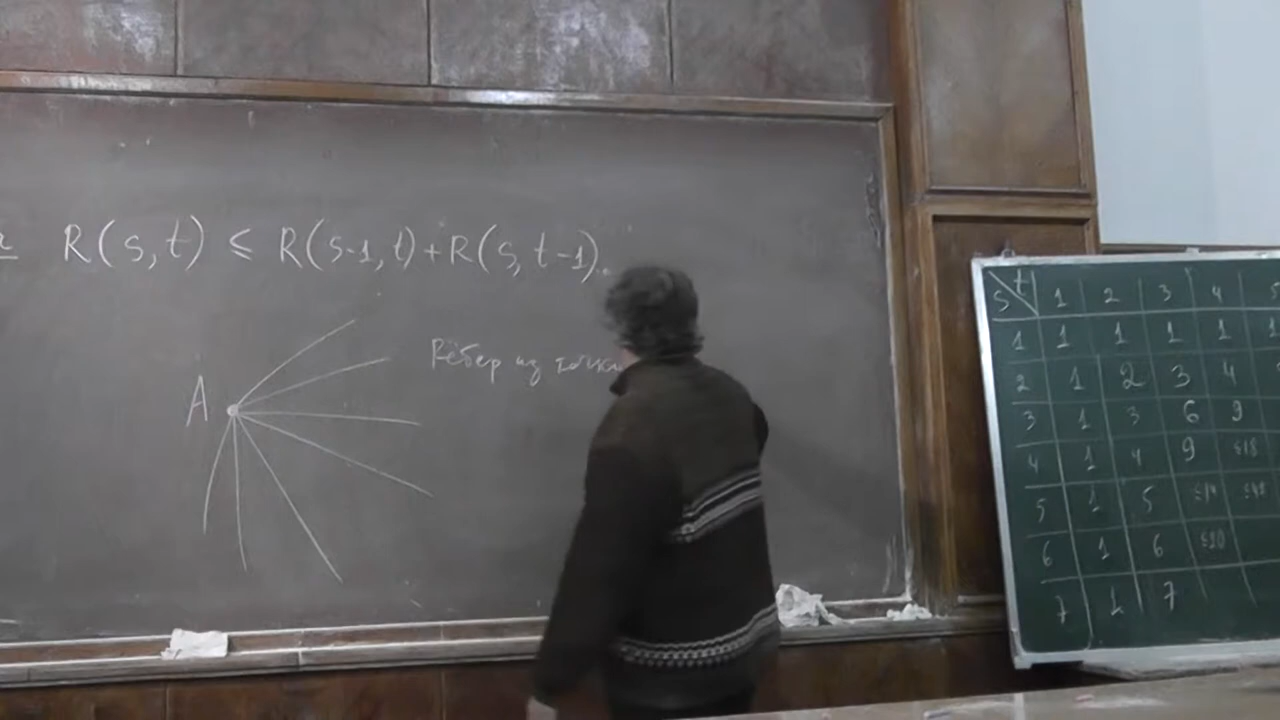 R(s,t) ≤ R(s-1,t)+R(s,t-1).
A
Рёбер из точки
s t 1 2 3 4 5
1 1 1 1 1 1
2 1 2 3 4
3 1 3 6 9
4 1 4 9 ≤18
5 1 5 ≤14
6 1 6
7 1 7